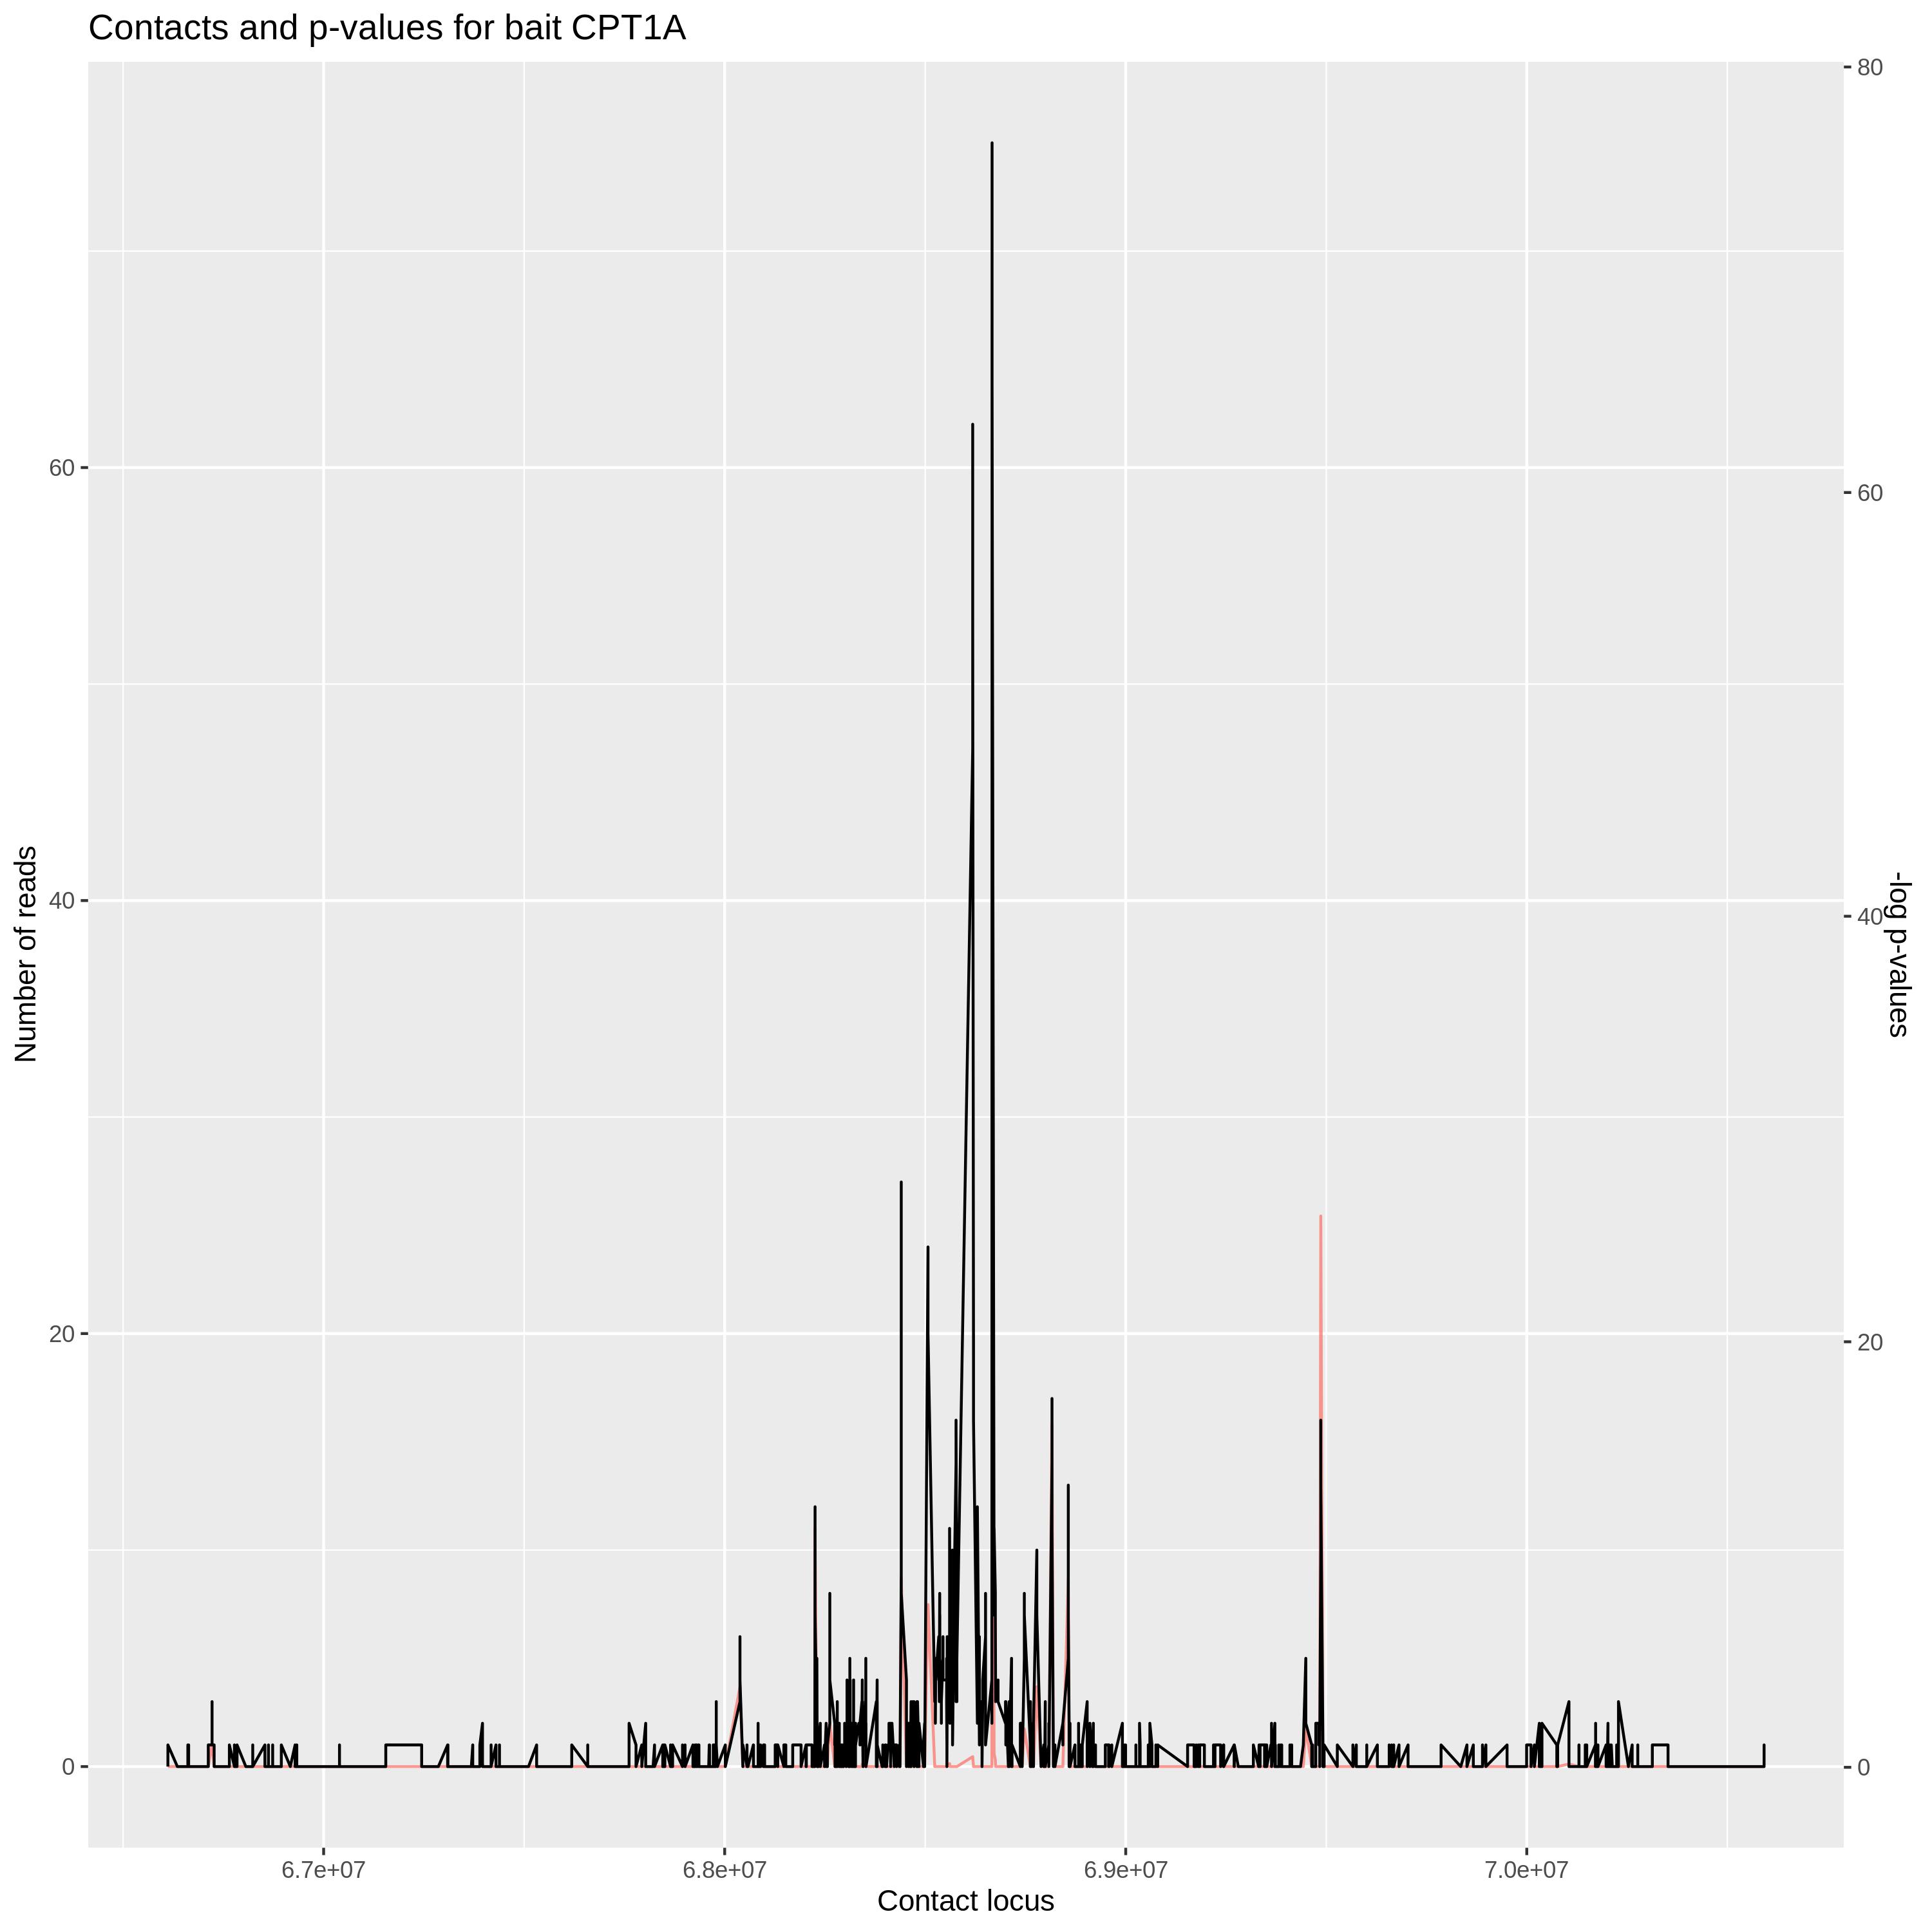 Contacts and p-values for bait CPT1A
80
60
60
40
40
20
20
0
0
Number of reads
-log p-values
6.7e+07
6.8e+07
6.9e+07
7.0e+07
Contact locus